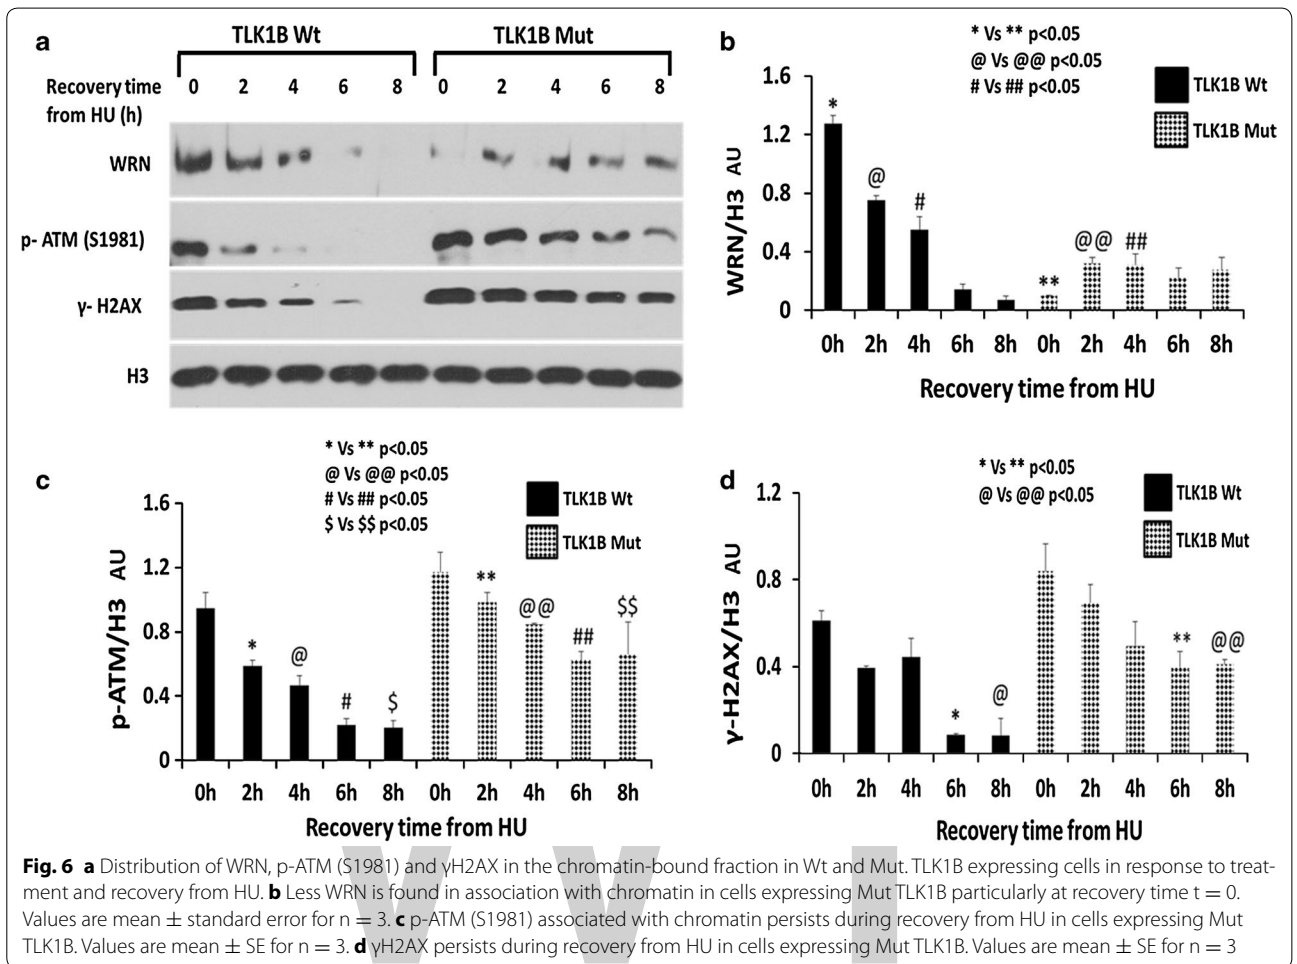 a
TLK1B Wt
TLK1B Mut
Recovery time
from HU (h)
0 2 4 6 8 0 2 4 6 8
WRN
p- ATM (S1981)
γ- H2AX
H3
b
* Vs ** p<0.05
@ Vs @@ p<0.05
# Vs ## p<0.05
TLK1B Wt
TLK1B Mut
WRN/H3 AU
1.6
1.2
0.8
0.4
0
*
@
#
**
@@
##
0h 2h 4h 6h 8h 0h 2h 4h 6h 8h
Recovery time from HU
c
* Vs ** p<0.05
@ Vs @@ p<0.05
# Vs ## p<0.05
$ Vs $$ p<0.05
TLK1B Wt
TLK1B Mut
p-ATM/H3 AU
1.6
1.2
0.8
0.4
0
*
@
#
$
**
@@
##
$$
0h 2h 4h 6h 8h 0h 2h 4h 6h 8h
Recovery time from HU
d
* Vs ** p<0.05
@ Vs @@ p<0.05
TLK1B Wt
TLK1B Mut
γ-H2AX/H3 AU
1.2
0.8
0.4
0
*
@
**
@@
0h 2h 4h 6h 8h 0h 2h 4h 6h 8h
Recovery time from HU
Fig. 6 a Distribution of WRN, p-ATM (S1981) and γH2AX in the chromatin-bound fraction in Wt and Mut. TLK1B expressing cells in response to treat-
ment and recovery from HU. b Less WRN is found in association with chromatin in cells expressing Mut TLK1B particularly at recovery time t = 0.
Values are mean ± standard error for n = 3. c p-ATM (S1981) associated with chromatin persists during recovery from HU in cells expressing Mut
TLK1B. Values are mean ± SE for n = 3. d γH2AX persists during recovery from HU in cells expressing Mut TLK1B. Values are mean ± SE for n = 3